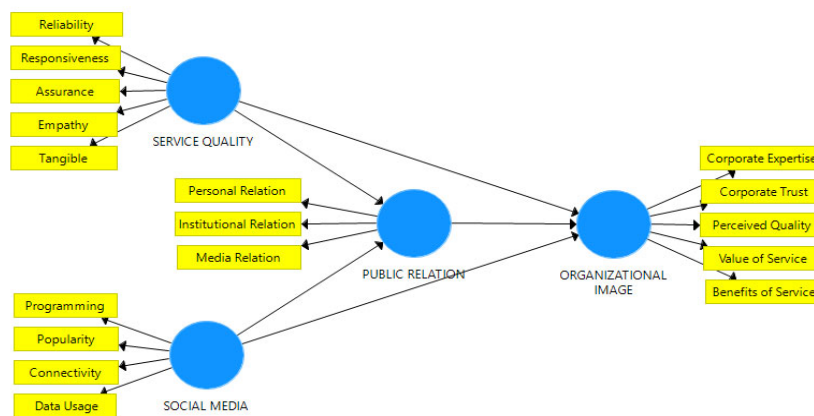 Reliability
Responsiveness
Assurance
Empathy
Tangible
SERVICE QUALITY
Personal Relation
Institutional Relation
Media Relation
PUBLIC RELATION
Corporate Expertise
Corporate Trust
Perceived Quality
Value of Service
Benefits of Service
ORGANIZATIONAL
IMAGE
Programming
Popularity
Connectivity
Data Usage
SOCIAL MEDIA